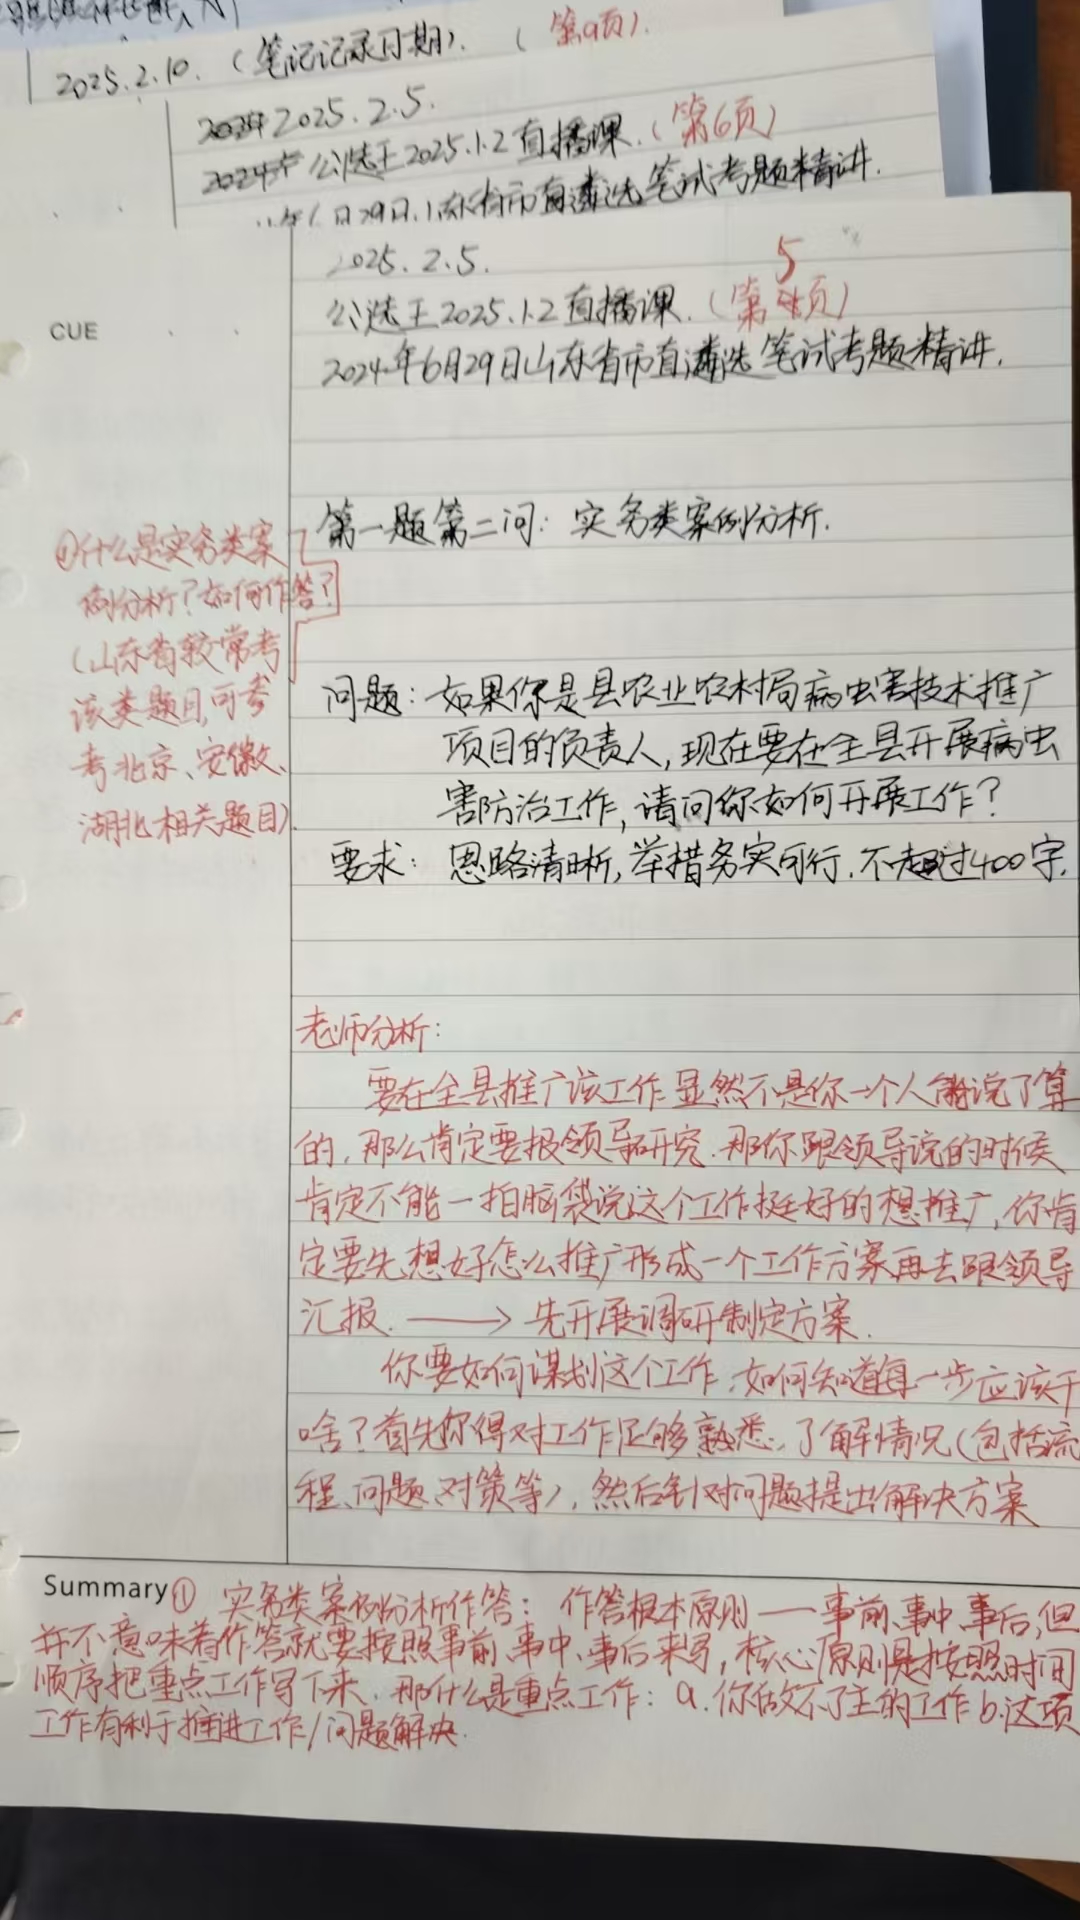 2025.2.10.（笔记记录日期）.（第9页）.
2025.2.5.
公选王2025.1.2直播课.（第6页）
月29日山东省市直遴选笔试考题精讲.
2025.2.5.
5
公选王2025.1.2直播课.（第页）
2024年6月29日山东省市直遴选笔试考题精讲.
CUE
第一题第二问：实务类案例分析.
①什么是实务类案
例分析？如何作答？
（山东省较常考
该类题目,可参
考北京、安徽、
湖北相关题目）.
问题：如果你是县农业农村局病虫害技术推广
项目的负责人,现在要在全县开展病虫
害防治工作,请问你如何开展工作？
要求：思路清晰,举措务实可行.不超过400字.
老师分析：
要在全县推广该工作显然不是你一个人能说了算
的.那么肯定要报领导研究.那你跟领导说的时候
肯定不能一拍脑袋说这个工作挺好的想推广,你肯
定要先想好怎么推广形成一个工作方案再去跟领导
汇报.——→先开展调研制定方案.
你要如何谋划这个工作.如何知道每一步应该干
啥？首先你得对工作足够熟悉.了解情况（包括流
程、问题、对策等）,然后针对问题提出解决方案
Summary① 实务类案例分析作答：作答根本原则——事前、事中、事后,但
并不意味着作答就要按照事前、事中、事后来写,核心原则是按照时间
顺序把重点工作写下来.那什么是重点工作：a.你做不了主的工作b.这项
工作有利于推进工作/问题解决.